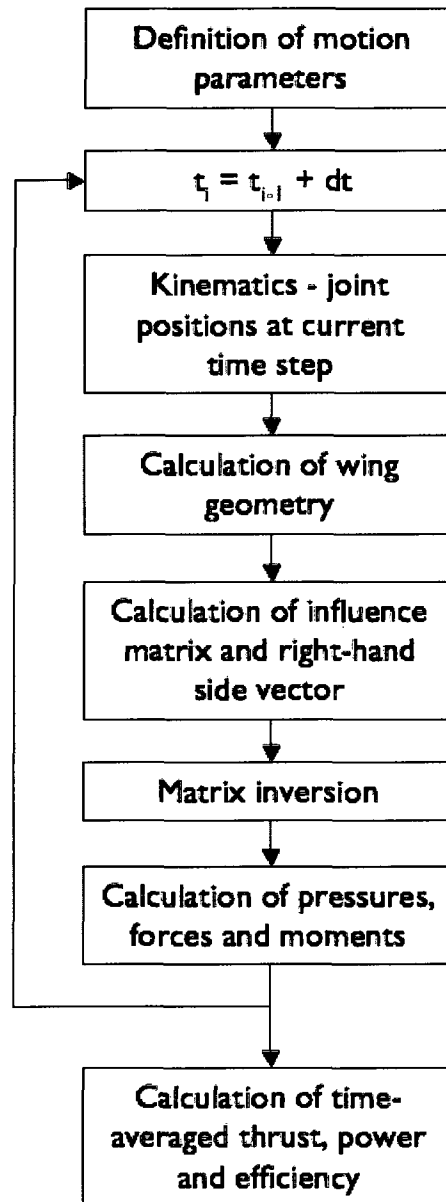 Definition of motion
parameters
tᵢ = tᵢ₋₁ + dt
Kinematics - joint
positions at current
time step
Calculation of wing
geometry
Calculation of influence
matrix and right-hand
side vector
Matrix inversion
Calculation of pressures,
forces and moments
Calculation of time-
averaged thrust, power
and efficiency